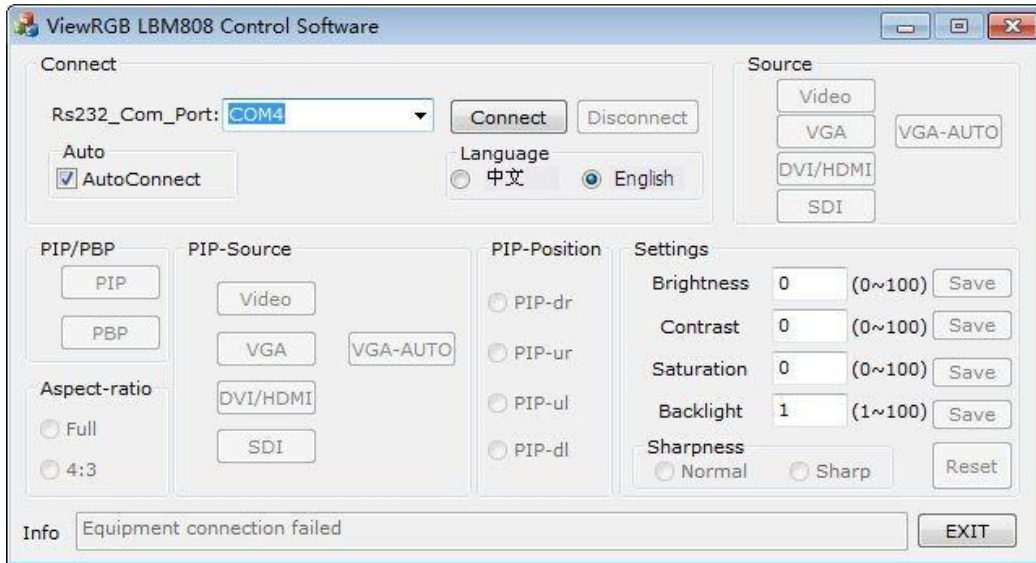 ViewRGB LBM808 Control Software
Connect
Rs232_Com_Port: COM4 Connect Disconnect
Auto
AutoConnect
Language
中文 English
Source
Video
VGA VGA-AUTO
DVI/HDMI
SDI
PIP/PBP
PIP
PBP
Aspect-ratio
Full
4:3
PIP-Source
Video
VGA VGA-AUTO
DVI/HDMI
SDI
PIP-Position
PIP-dr
PIP-ur
PIP-ul
PIP-dl
Settings
Brightness 0 (0~100) Save
Contrast 0 (0~100) Save
Saturation 0 (0~100) Save
Backlight 1 (1~100) Save
Sharpness
Normal Sharp
Reset
Info Equipment connection failed EXIT